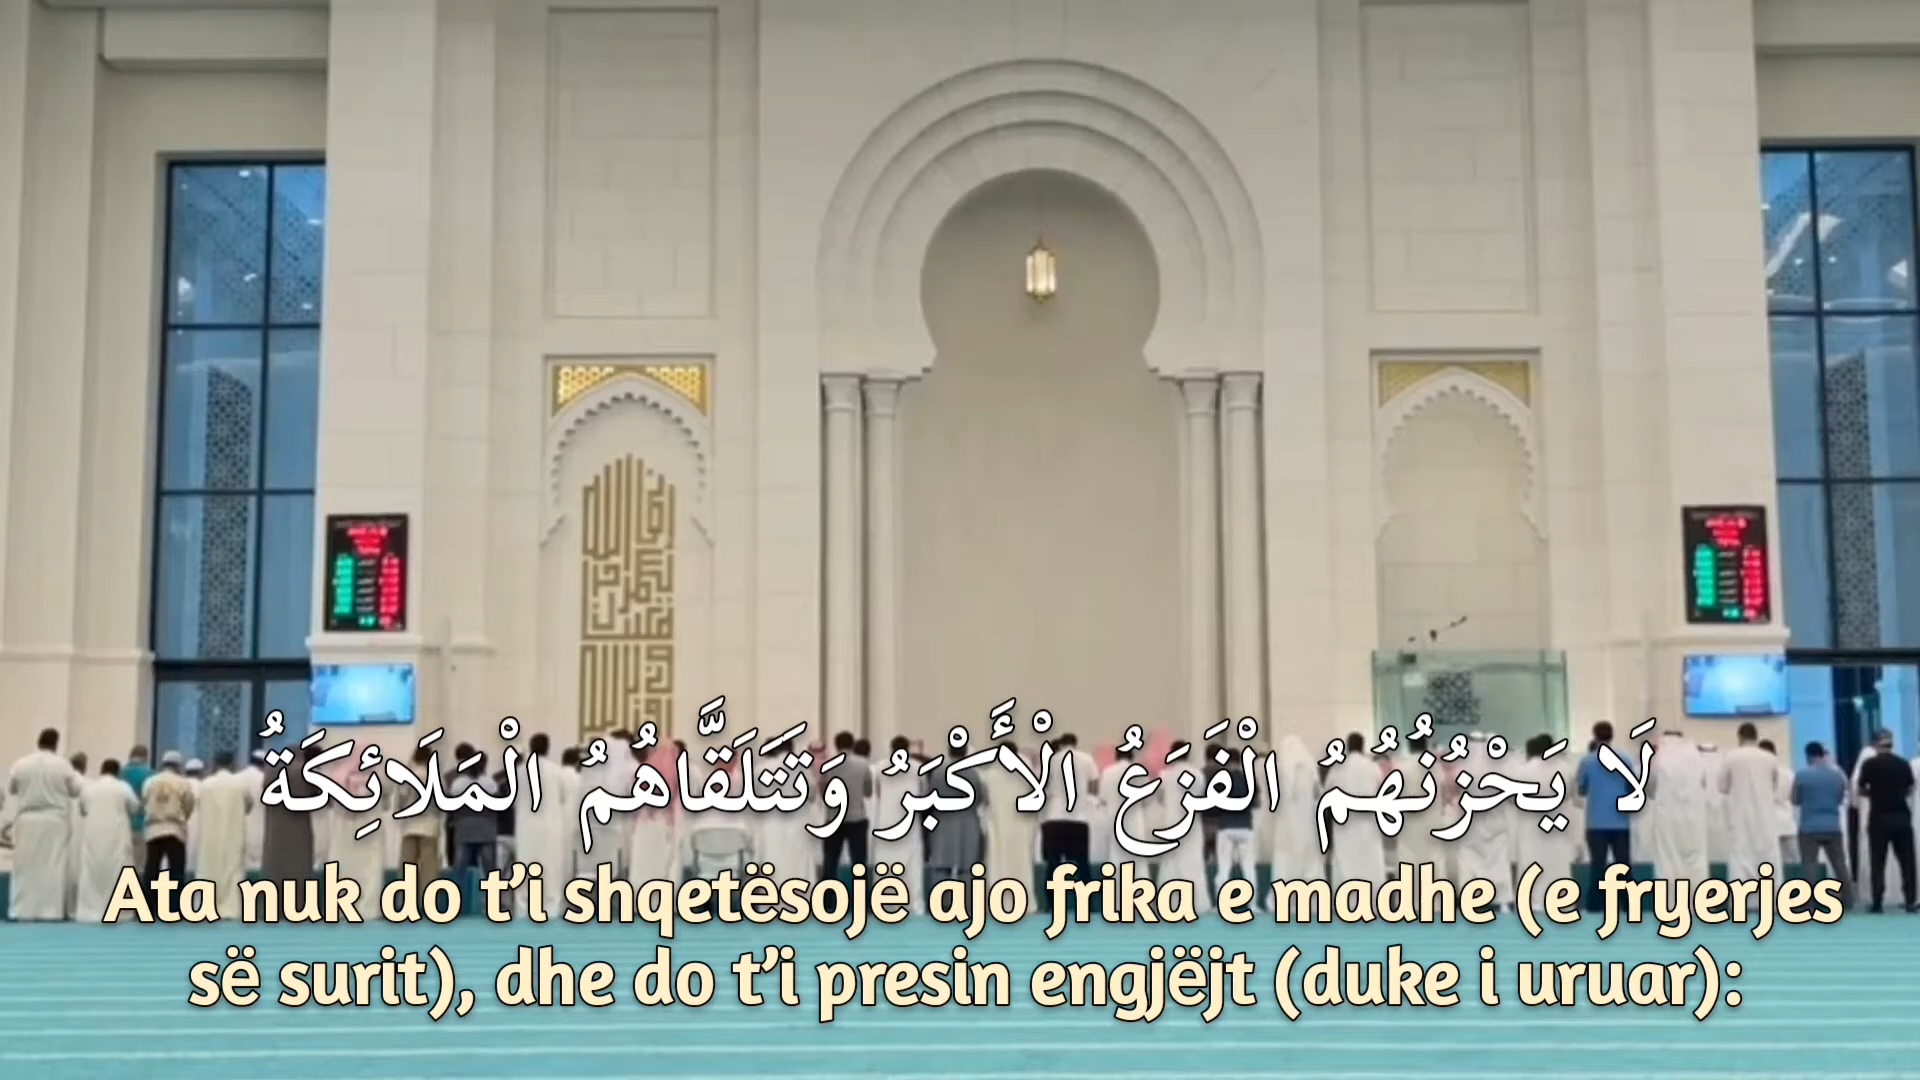 لَا يَحْزُنُهُمُ الْفَزَعُ الْأَكْبَرُ وَتَتَلَقَّاهُمُ الْمَلَائِكَةُ
Ata nuk do t’i shqetësojë ajo frika e madhe (e fryerjes
së surit), dhe do t’i presin engjëjt (duke i uruar):